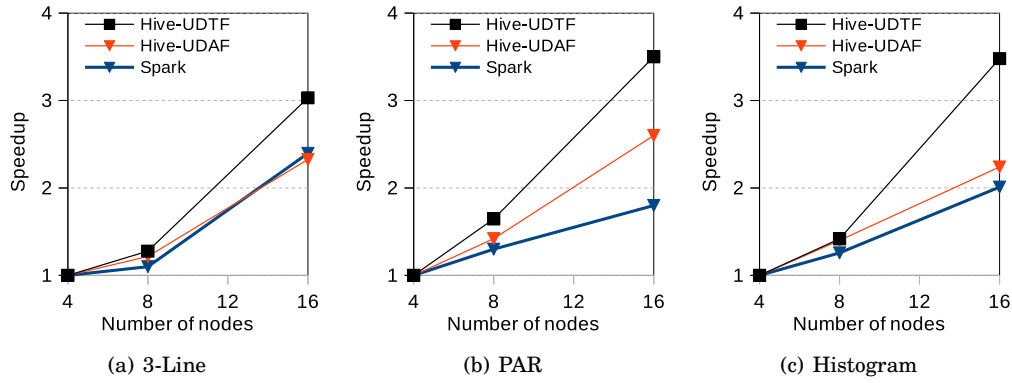 4
3
2
1
Speedup
Hive-UDTF
Hive-UDAF
Spark
4 8 12 16
Number of nodes
(a) 3-Line
4
3
2
1
Speedup
Hive-UDTF
Hive-UDAF
Spark
4 8 12 16
Number of nodes
(b) PAR
4
3
2
1
Speedup
Hive-UDTF
Hive-UDAF
Spark
4 8 12 16
Number of nodes
(c) Histogram